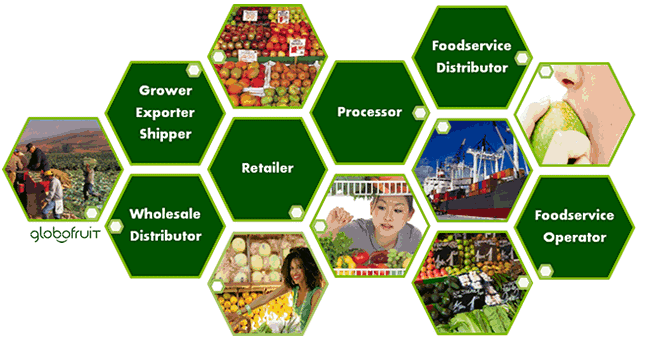 Foodservice
Distributor
Grower
Exporter
Shipper
Processor
Retailer
Wholesale
Distributor
Foodservice
Operator
globofruit